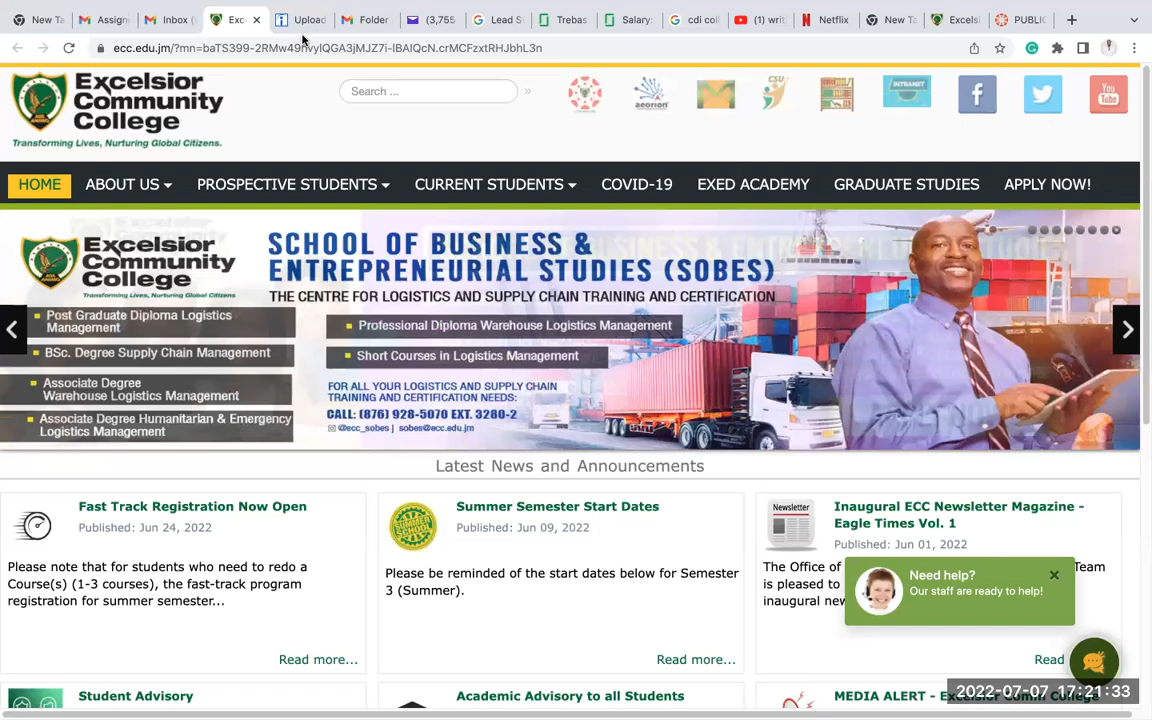 New Ta
Assign
Inbox (
Exc
Upload
Folder
(3,755
Lead S
Trebas
Salary:
cdi coll
(1) writ
Netflix
New Ta
Excels
PUBLIC
Excelsior
Community
College
Transforming Lives, Nurturing Global Citizens.
Search ...
CSU
aeorion
INTRANET
You
Tube
HOME
ABOUT US
PROSPECTIVE STUDENTS
CURRENT STUDENTS
COVID-19
EXED ACADEMY
GRADUATE STUDIES
APPLY NOW!
Excelsior
Community
College
Transforming Lives, Nurturing Global Citizens.
SCHOOL OF BUSINESS &
ENTREPRENEURIAL STUDIES (SOBES)
THE CENTRE FOR LOGISTICS AND SUPPLY CHAIN TRAINING AND CERTIFICATION
Post Graduate Diploma Logistics
Management
BSc. Degree Supply Chain Management
Associate Degree
Warehouse Logistics Management
Associate Degree Humanitarian & Emergency
Logistics Management
Professional Diploma Warehouse Logistics Management
Short Courses in Logistics Management
FOR ALL YOUR LOGISTICS AND SUPPLY CHAIN
TRAINING AND CERTIFICATION NEEDS:
CALL: (876) 928-5070 EXT. 3280-2
@ecc_sobes | sobes@ecc.edu.jm
Latest News and Announcements
Fast Track Registration Now Open
Published: Jun 24, 2022
Please note that for students who need to redo a
Course(s) (1-3 courses), the fast-track program
registration for summer semester...
Read more...
Summer Semester Start Dates
Published: Jun 09, 2022
Please be reminded of the start dates below for Semester
3 (Summer).
Read more...
Newsletter
Inaugural ECC Newsletter Magazine -
Eagle Times Vol. 1
Published: Jun 01, 2022
The Office of
Team
is pleased to
inaugural new
Read
Need help?
Our staff are ready to help!
Student Advisory
Academic Advisory to all Students
MEDIA ALERT -
2022-07-07 17:21:33